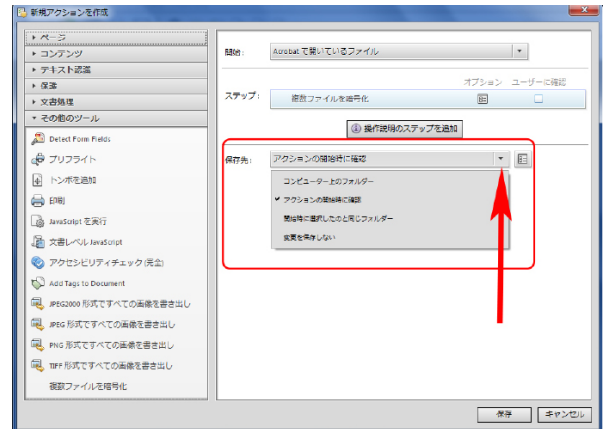 新規アクションを作成
ページ
コンテンツ
テキスト認識
保護
文書処理
その他のツール
Detect Form Fields
プリフライト
トンボを追加
印刷
JavaScript を実行
文書レベル JavaScript
アクセシビリティチェック (完全)
Add Tags to Document
JPEG2000 形式ですべての画像を書き出し
JPEG 形式ですべての画像を書き出し
PNG 形式ですべての画像を書き出し
TIFF 形式ですべての画像を書き出し
複数ファイルを暗号化
開始:
Acrobat で開いているファイル
オプション ユーザーに確認
ステップ:
複数ファイルを暗号化
操作説明のステップを追加
保存先:
アクションの開始時に確認
コンピューター上のフォルダー
アクションの開始時に確認
開始時に選択したのと同じフォルダー
変更を保存しない
保存
キャンセル